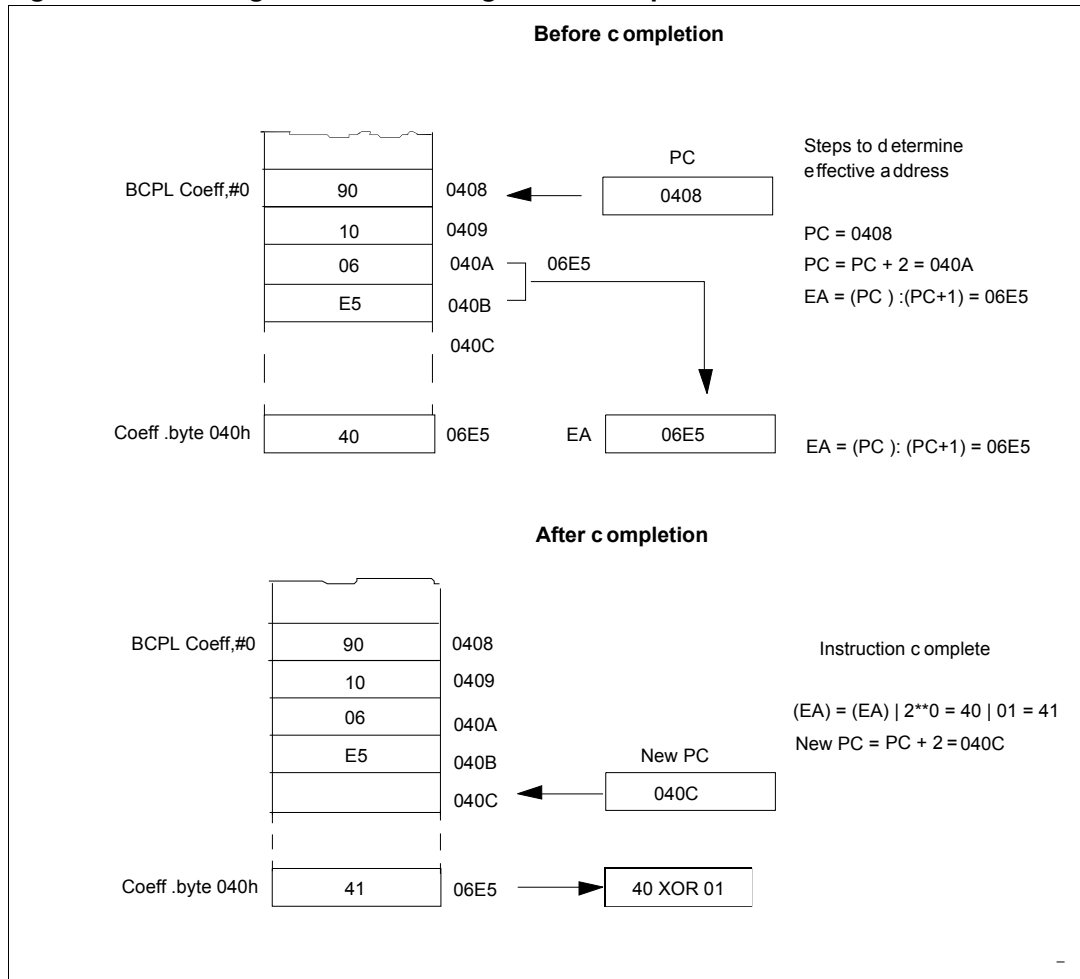 Before c ompletion
Steps to d etermine
effective a ddress
PC
BCPL Coeff,#0 90 0408 0408
10 0409 PC = 0408
06 040A 06E5 PC = PC + 2 = 040A
E5 040B EA = (PC ) :(PC+1) = 06E5
040C
Coeff .byte 040h 40 06E5 EA 06E5 EA = (PC ): (PC+1) = 06E5
After c ompletion
BCPL Coeff,#0 90 0408 Instruction c omplete
10 0409
06 040A (EA) = (EA) | 2**0 = 40 | 01 = 41
E5 040B New PC New PC = PC + 2 = 040C
040C 040C
Coeff .byte 040h 41 06E5 40 XOR 01